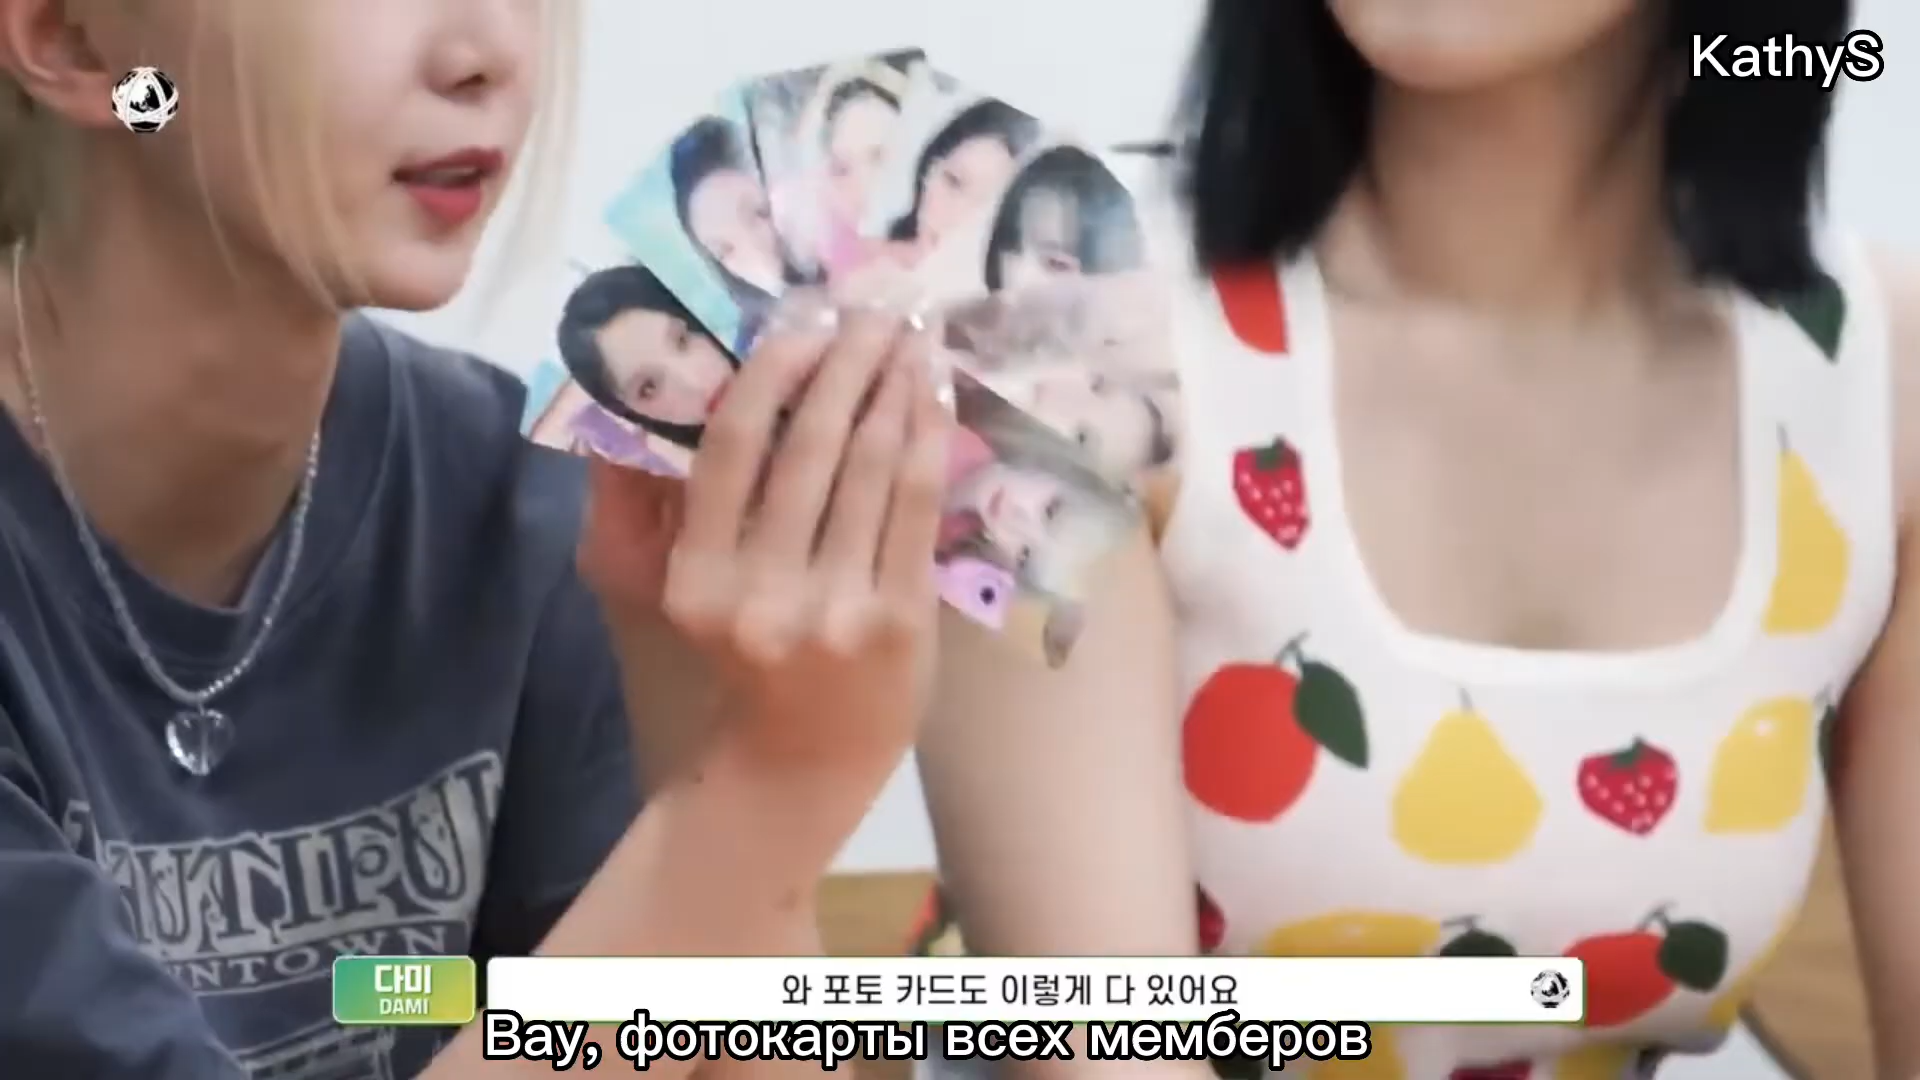 KathyS
다미
DAMI
와 포토 카드도 이렇게 다 있어요
Вау, фотокарты всех мемберов